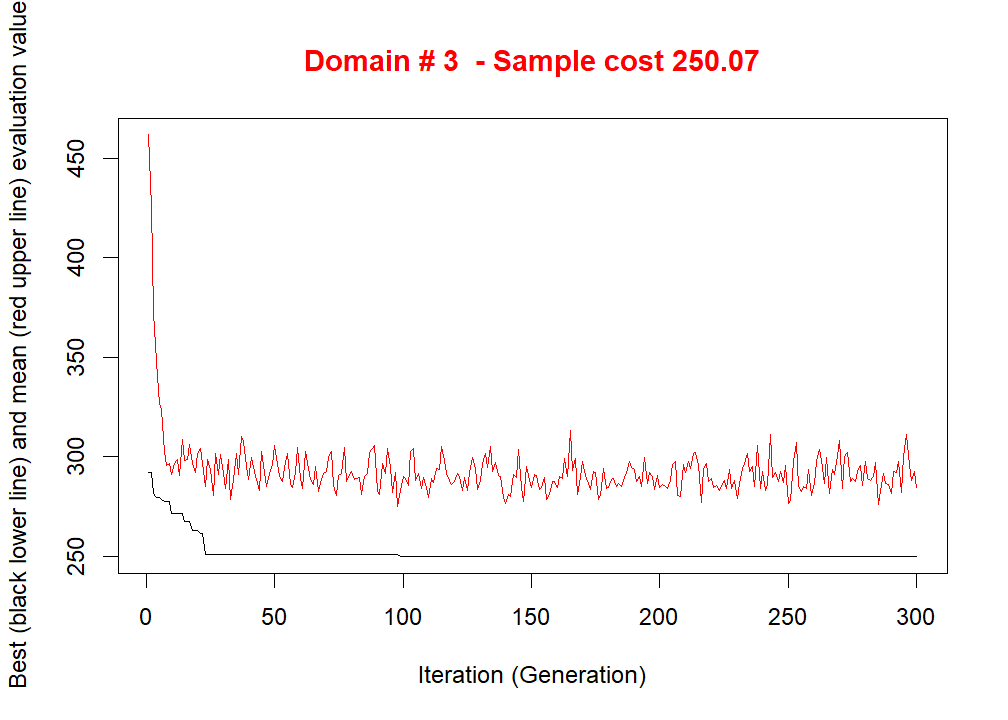 Domain # 3  - Sample cost 250.07
Best (black lower line) and mean (red upper line) evaluation value
450
400
350
300
250
0 50 100 150 200 250 300
Iteration (Generation)